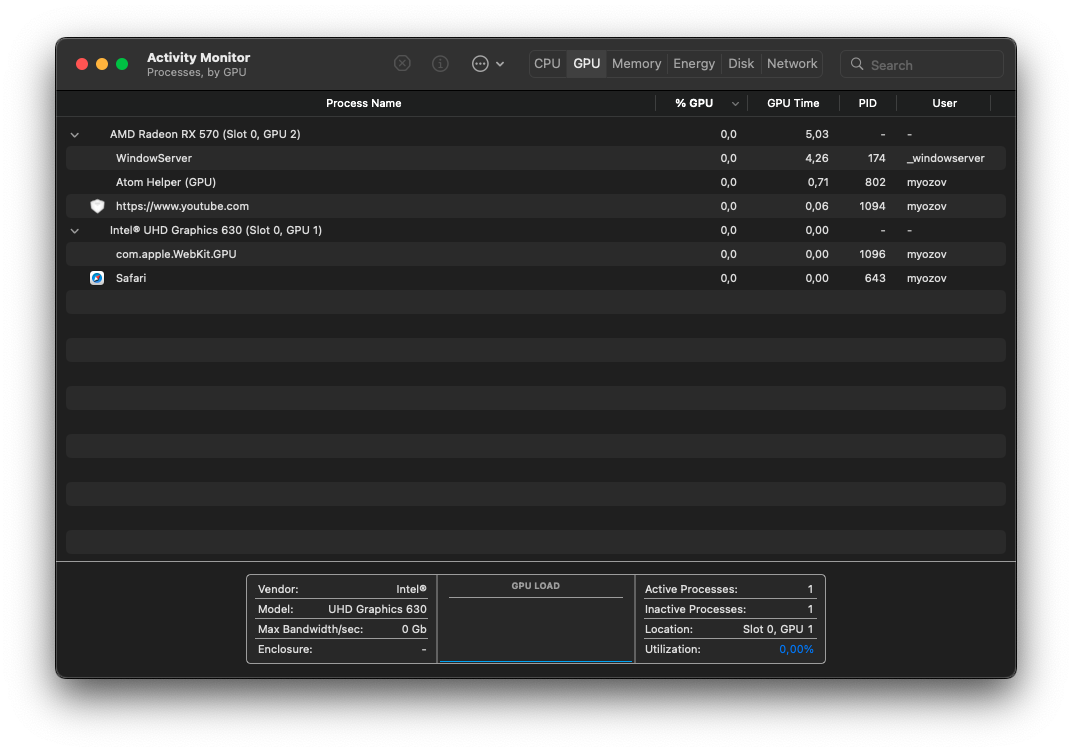 Activity Monitor
Processes, by GPU
CPU GPU Memory Energy Disk Network
Search
Process Name % GPU GPU Time PID User
AMD Radeon RX 570 (Slot 0, GPU 2) 0,0 5,03 - -
WindowServer 0,0 4,26 174 _windowserver
Atom Helper (GPU) 0,0 0,71 802 myozov
https://www.youtube.com 0,0 0,06 1094 myozov
Intel® UHD Graphics 630 (Slot 0, GPU 1) 0,0 0,00 - -
com.apple.WebKit.GPU 0,0 0,00 1096 myozov
Safari 0,0 0,00 643 myozov
Vendor: Intel®
Model: UHD Graphics 630
Max Bandwidth/sec: 0 Gb
Enclosure: -
GPU LOAD
Active Processes: 1
Inactive Processes: 1
Location: Slot 0, GPU 1
Utilization: 0,00%